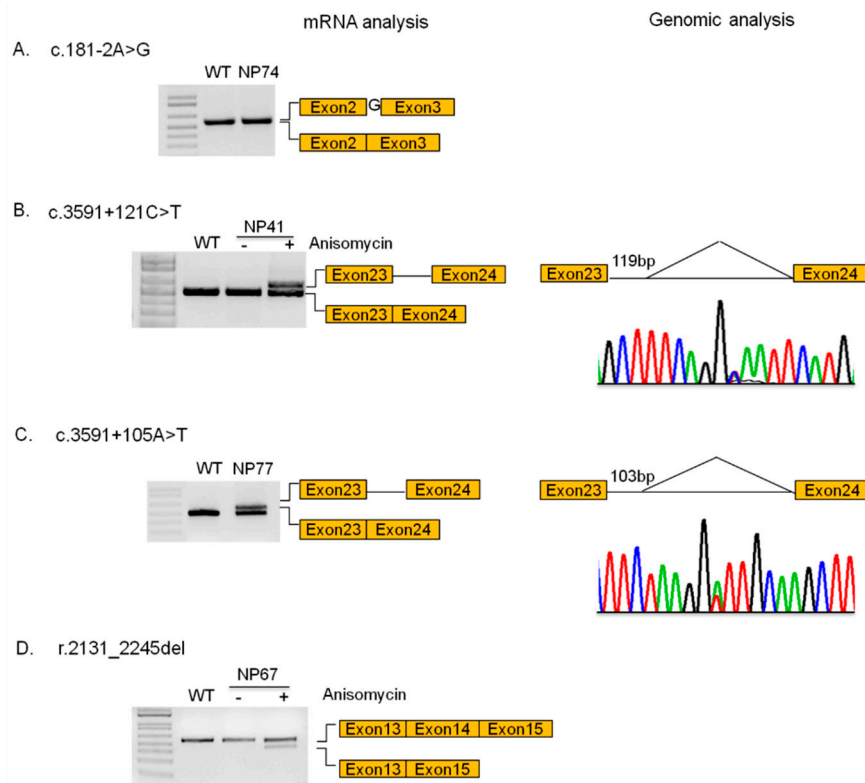 mRNA analysis Genomic analysis
A. c.181-2A>G
WT NP74
Exon2 G Exon3
Exon2 Exon3
B. c.3591+121C>T
NP41
WT - + Anisomycin
Exon23 Exon24
Exon23 Exon24
Exon23 119bp Exon24
C. c.3591+105A>T
WT NP77
Exon23 Exon24
Exon23 Exon24
Exon23 103bp Exon24
D. r.2131_2245del
NP67
WT - + Anisomycin
Exon13 Exon14 Exon15
Exon13 Exon15